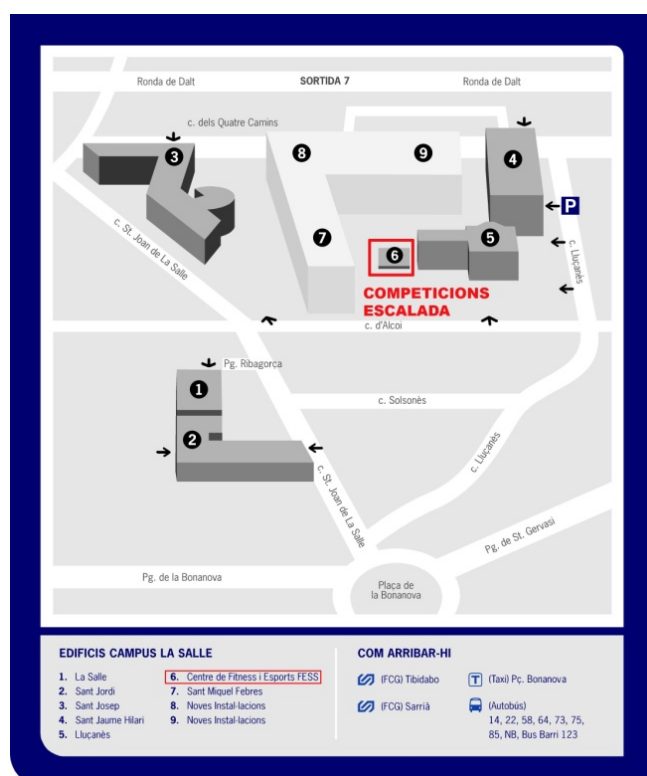 Ronda de Dalt
SORTIDA 7
Ronda de Dalt
c. dels Quatre Camins
3
8
9
4
P
c. St. Joan de La Salle
7
6
5
c. Lluçanès
COMPETICIONS
ESCALADA
c. d'Alcoi
Pg. Ribagorça
1
c. Solsonès
2
c. Lluçanès
c. St. Joan de La Salle
Pg. de St. Gervasi
Pg. de la Bonanova
Plaça de
la Bonanova
EDIFICIS CAMPUS LA SALLE
1. La Salle
2. Sant Jordi
3. Sant Josep
4. Sant Jaume Hilari
5. Lluçanès
6. Centre de Fitness i Esports FESS
7. Sant Miquel Febres
8. Noves Instal·lacions
9. Noves Instal·lacions
COM ARRIBAR-HI
(FCG) Tibidabo
(FCG) Sarrià
T (Taxi) Pç. Bonanova
(Autobús)
14, 22, 58, 64, 73, 75,
85, NB, Bus Barri 123